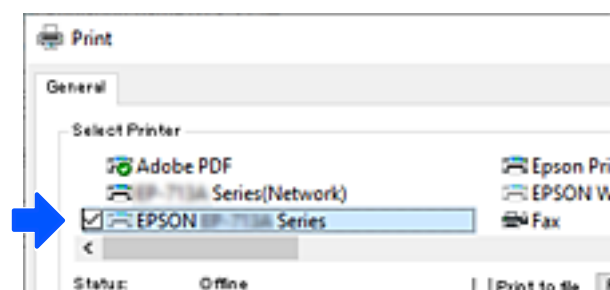 Print
General
Select Printer
Adobe PDF
Epson Pri
Series(Network)
EPSON W
EPSON Series
Fax
Status: Offline
Print to file